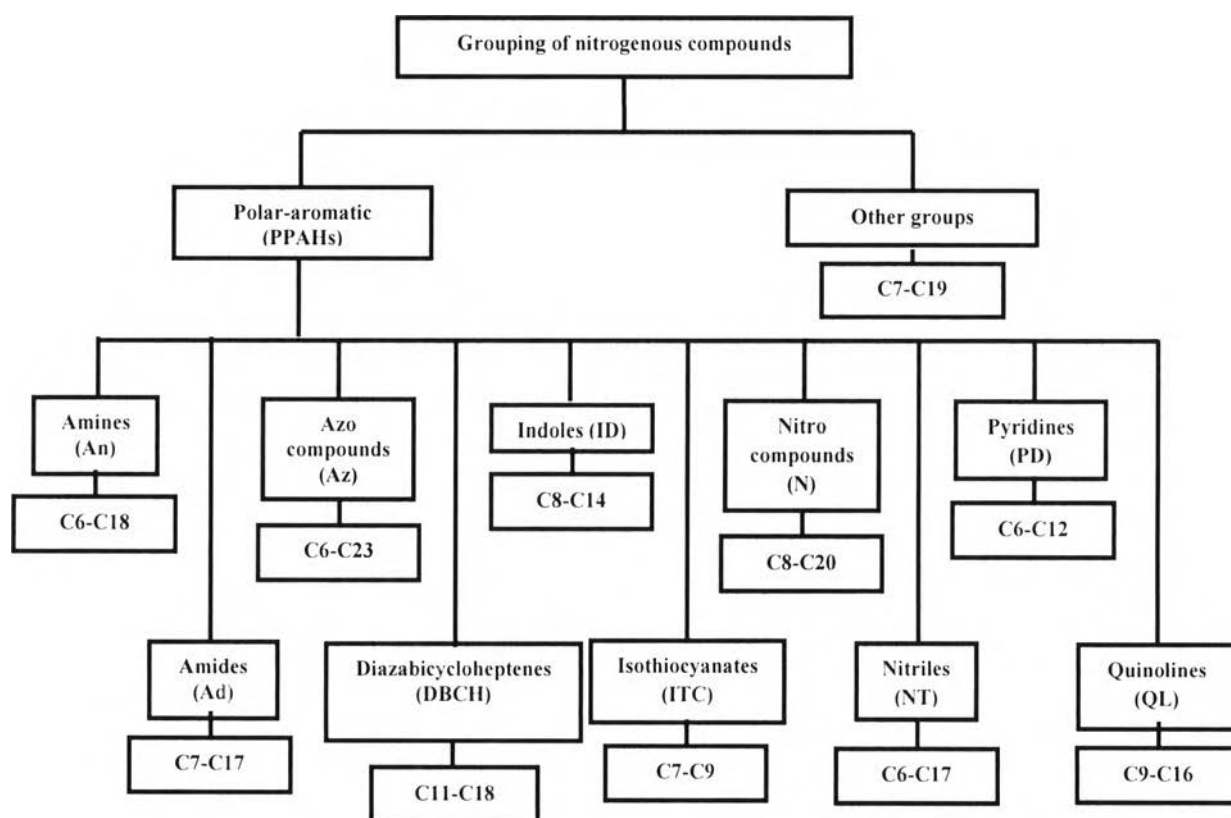 Grouping of nitrogenous compounds
Polar-aromatic
(PPAHs)
Other groups
C7-C19
Amines
(An)
C6-C18
Azo
compounds
(Az)
C6-C23
Indoles (ID)
C8-C14
Nitro
compounds
(N)
C8-C20
Pyridines
(PD)
C6-C12
Amides
(Ad)
C7-C17
Diazabicycloheptenes
(DBCH)
C11-C18
Isothiocyanates
(ITC)
C7-C9
Nitriles
(NT)
C6-C17
Quinolines
(QL)
C9-C16